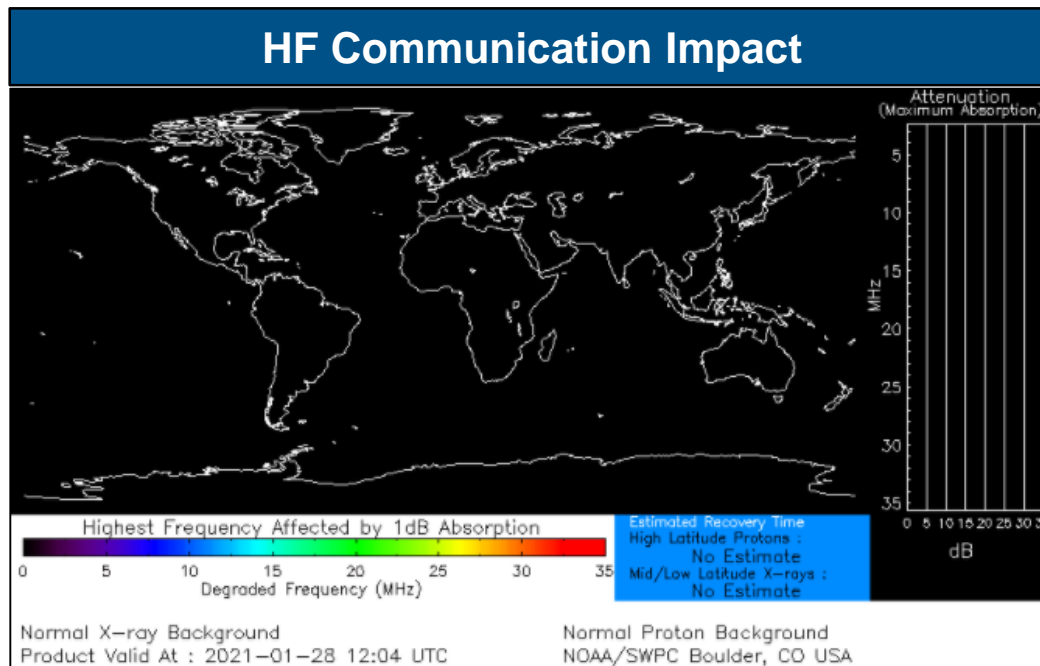 HF Communication Impact
Attenuation
(Maximum Absorption)
5
10
15
20
25
30
35
MHz
0 5 10 15 20 25 30
dB
Highest Frequency Affected by 1dB Absorption
0 5 10 15 20 25 30 35
Degraded Frequency (MHz)
Estimated Recovery Time
High Latitude Protons :
No Estimate
Mid/Low Latitude X-rays :
No Estimate
Normal X-ray Background
Product Valid At : 2021-01-28 12:04 UTC
Normal Proton Background
NOAA/SWPC Boulder, CO USA